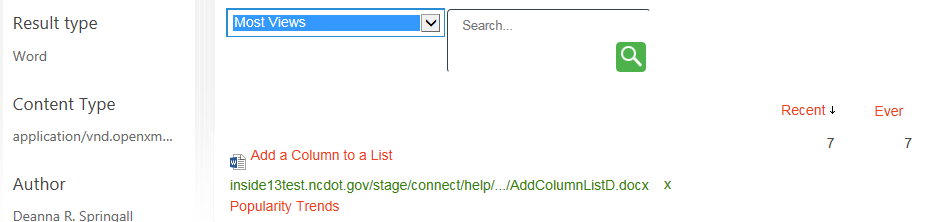 Result type
Word
Content Type
application/vnd.openxm...
Author
Deanna R. Springall
Most Views
Search...
Recent Ever
7 7
Add a Column to a List
inside13test.ncdot.gov/stage/connect/help/.../AddColumnListD.docx x
Popularity Trends